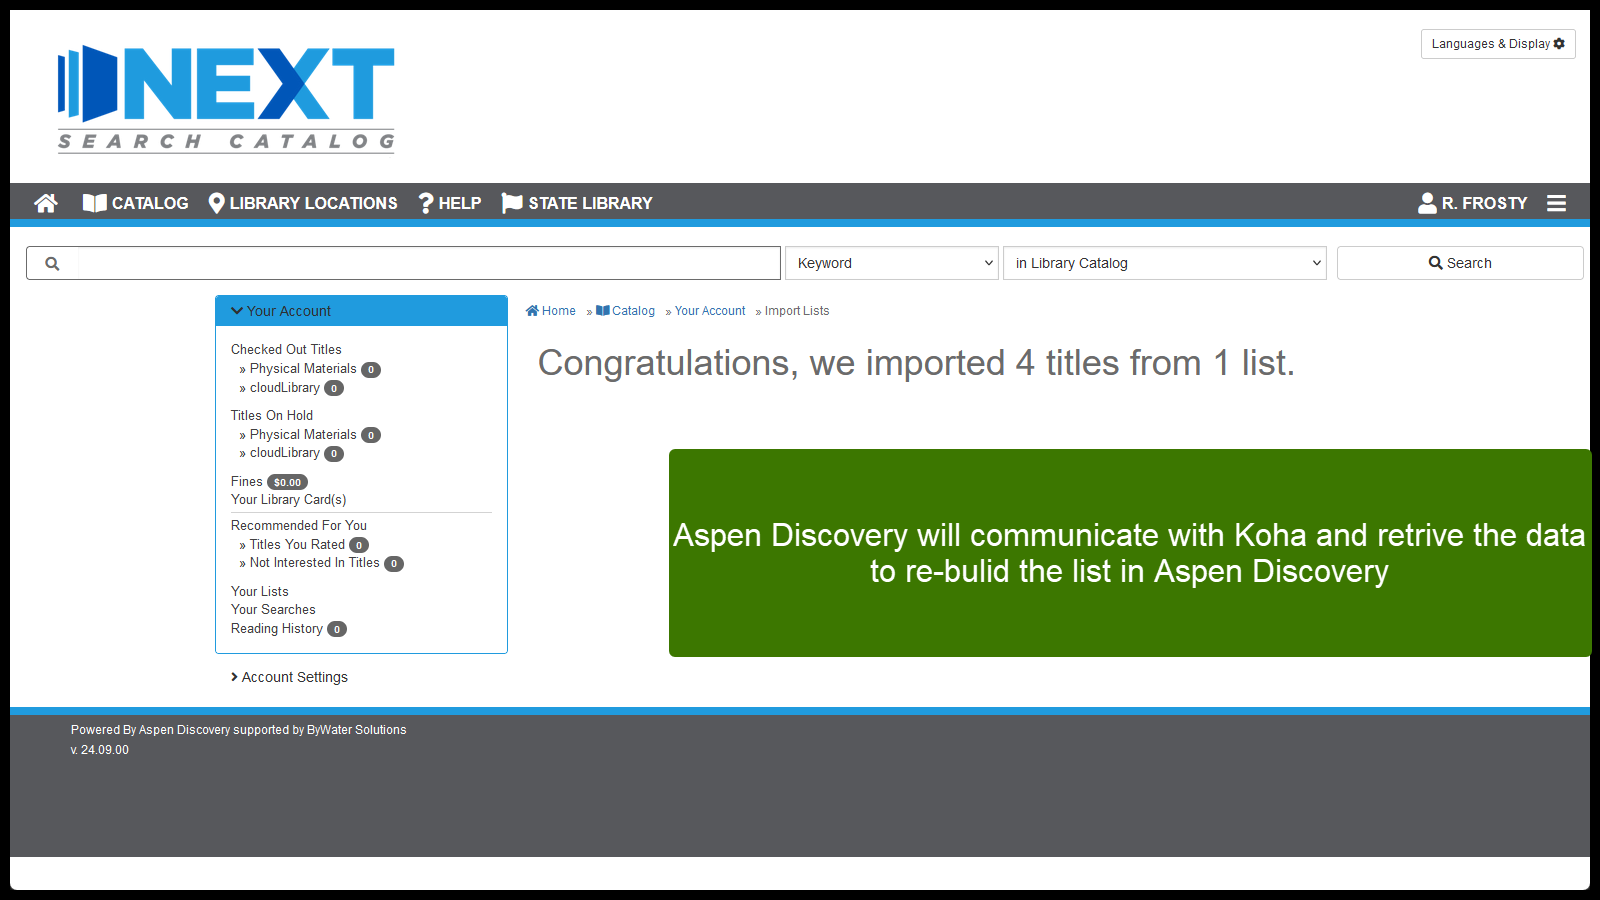 NEXT
SEARCH CATALOG
Languages & Display
CATALOG
LIBRARY LOCATIONS
HELP
STATE LIBRARY
R. FROSTY
Keyword
in Library Catalog
Search
Your Account
Checked Out Titles
» Physical Materials 0
» cloudLibrary 0
Titles On Hold
» Physical Materials 0
» cloudLibrary 0
Fines $0.00
Your Library Card(s)
Recommended For You
» Titles You Rated 0
» Not Interested In Titles 0
Your Lists
Your Searches
Reading History 0
Account Settings
Home » Catalog » Your Account » Import Lists
Congratulations, we imported 4 titles from 1 list.
Aspen Discovery will communicate with Koha and retrive the data
to re-bulid the list in Aspen Discovery
Powered By Aspen Discovery supported by ByWater Solutions
v. 24.09.00